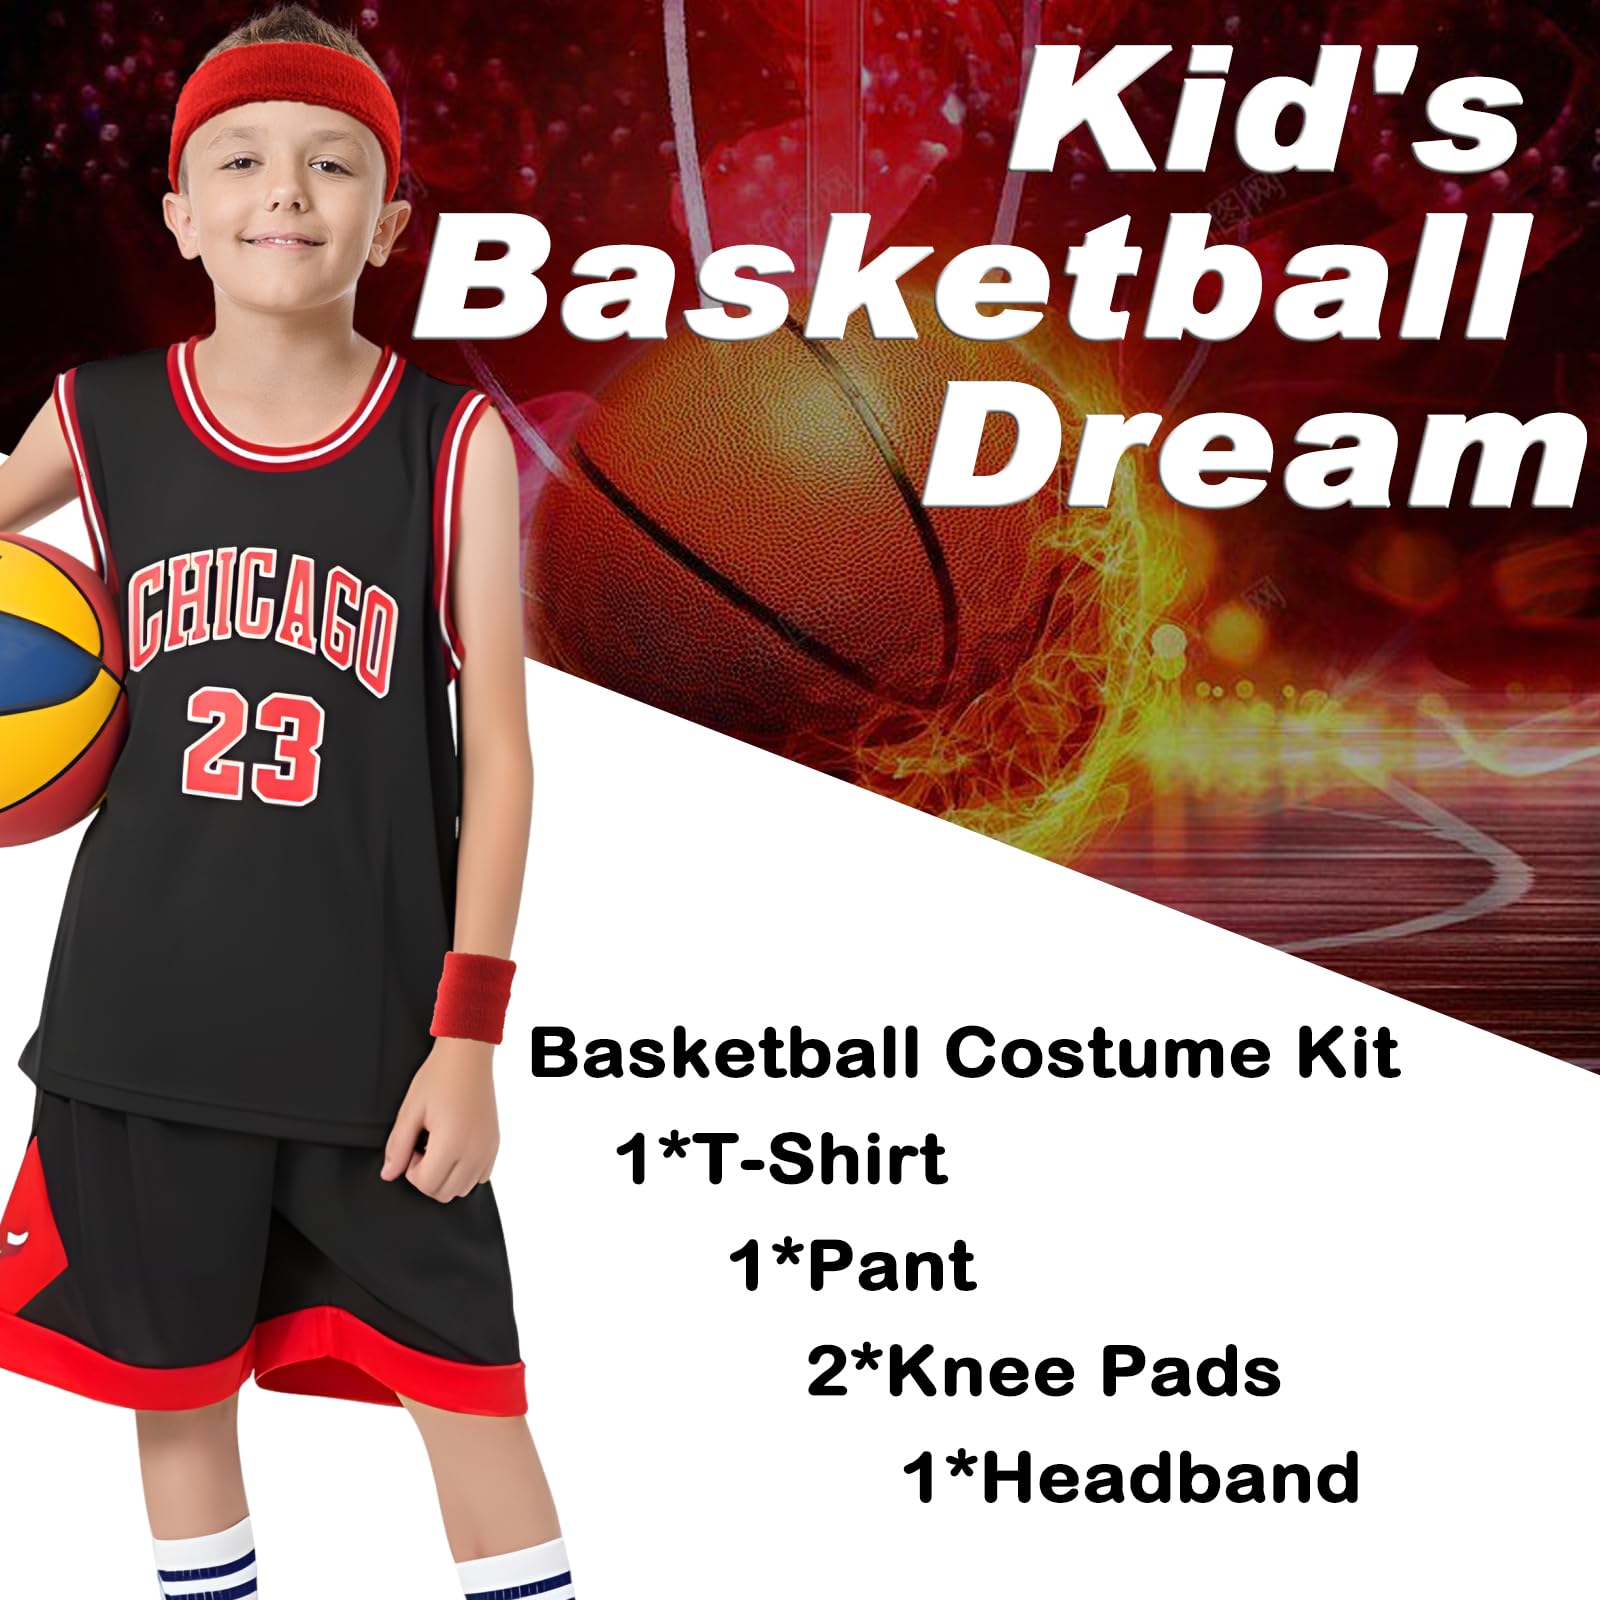 Kid's
Basketball
Dream
CHICAGO
23
Basketball Costume Kit
1*T-Shirt
1*Pant
2*Knee Pads
1*Headband